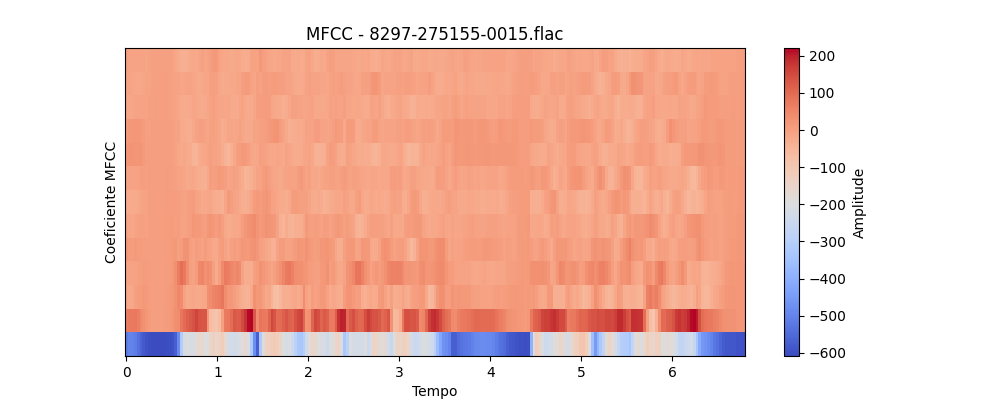 MFCC - 8297-275155-0015.flac
Coeficiente MFCC
0 1 2 3 4 5 6
Tempo
200
100
0
−100
−200
−300
−400
−500
−600
Amplitude